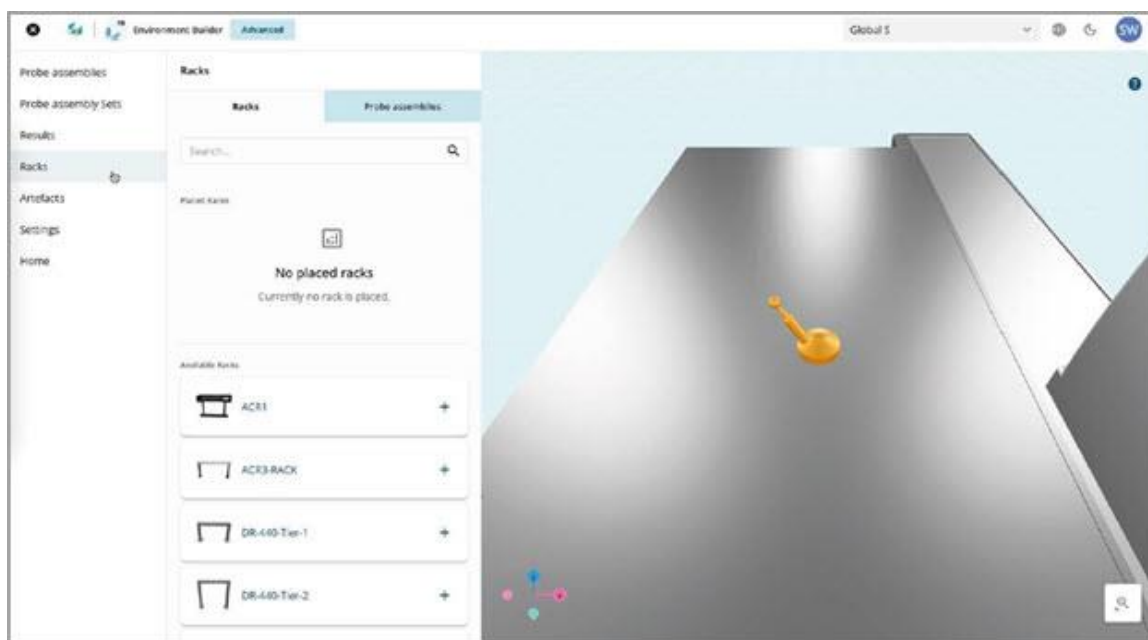 Environment Builder Advanced
Global S
SW
Probe assemblies
Probe assembly Sets
Results
Racks
Artefacts
Settings
Home
Racks
Racks
Probe assemblies
Search...
Placed Racks
No placed racks
Currently no rack is placed.
Available Racks
ACR1
ACR3-RACK
DR-440-Tier-1
DR-440-Tier-2